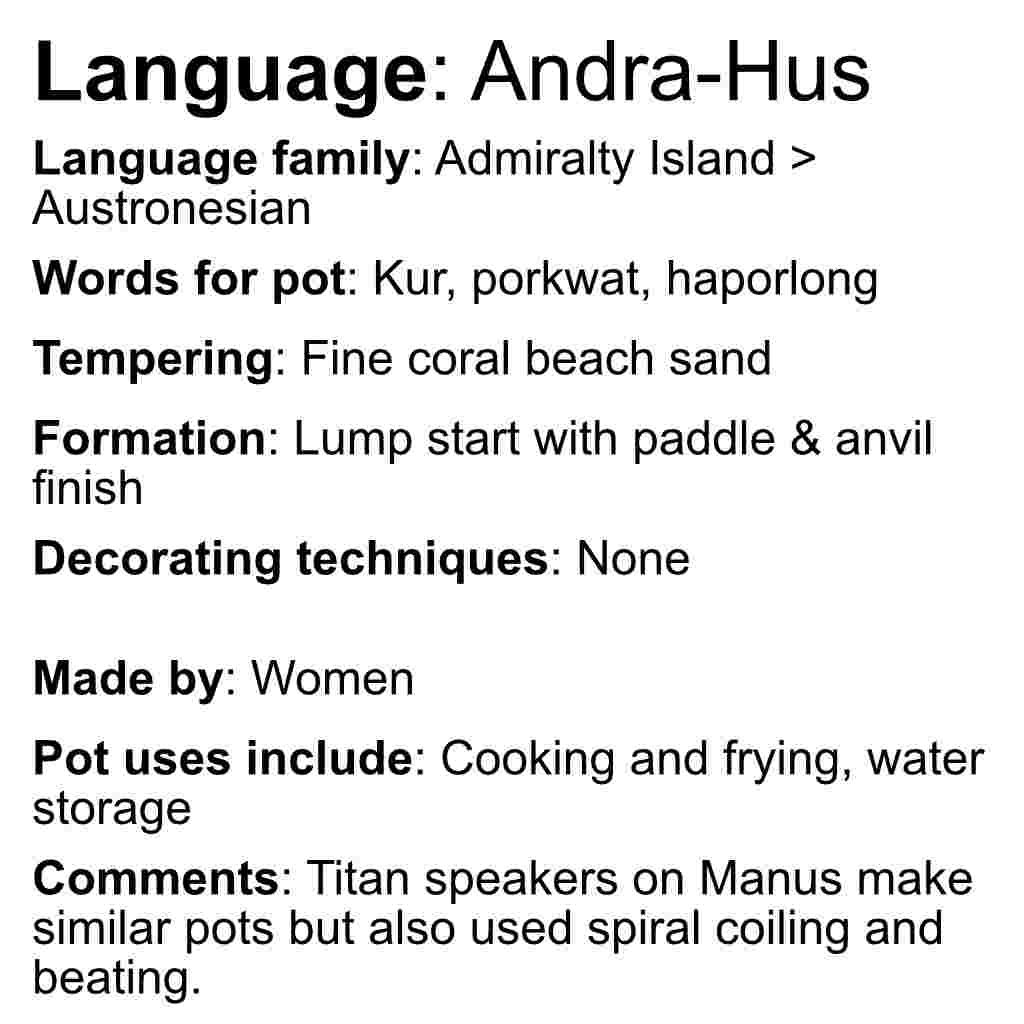 Language: Andra-Hus
Language family: Admiralty Island >
Austronesian
Words for pot: Kur, porkwat, haporlong
Tempering: Fine coral beach sand
Formation: Lump start with paddle & anvil
finish
Decorating techniques: None
Made by: Women
Pot uses include: Cooking and frying, water
storage
Comments: Titan speakers on Manus make
similar pots but also used spiral coiling and
beating.